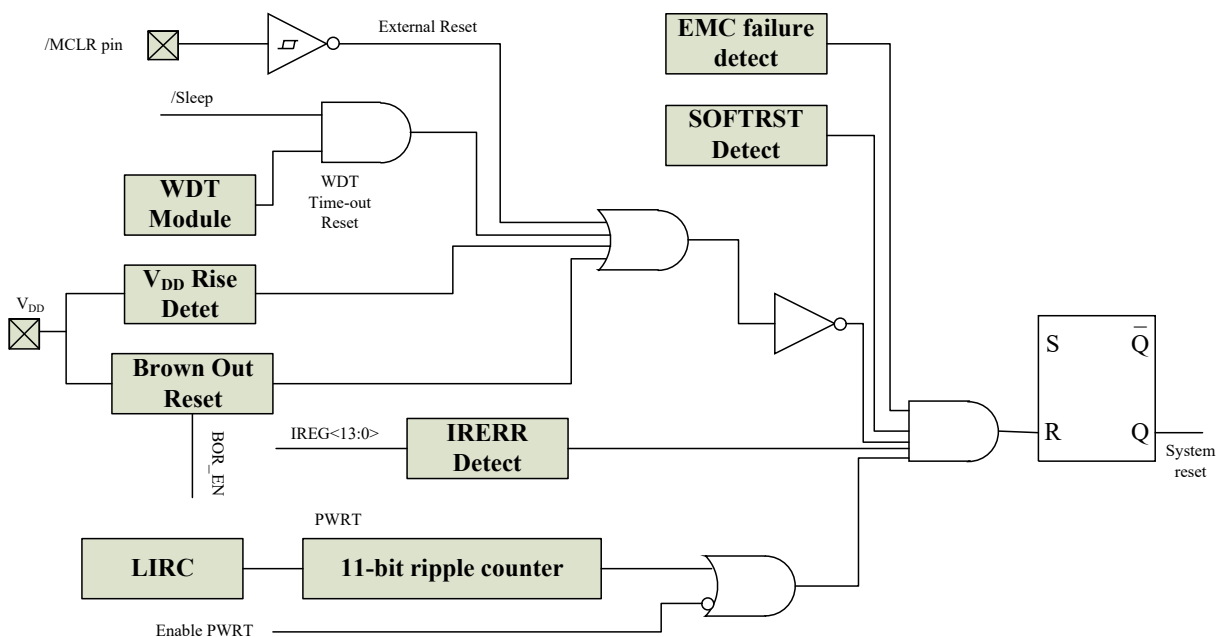 /MCLR pin
External Reset
EMC failure
detect
/Sleep
SOFTRST
Detect
WDT
Module
WDT
Time-out
Reset
VDD
VDD Rise
Detet
Brown Out
Reset
BOR_EN
IREG<13:0>
IRERR
Detect
S
Q̅
R
Q
System
reset
PWRT
LIRC
11-bit ripple counter
Enable PWRT